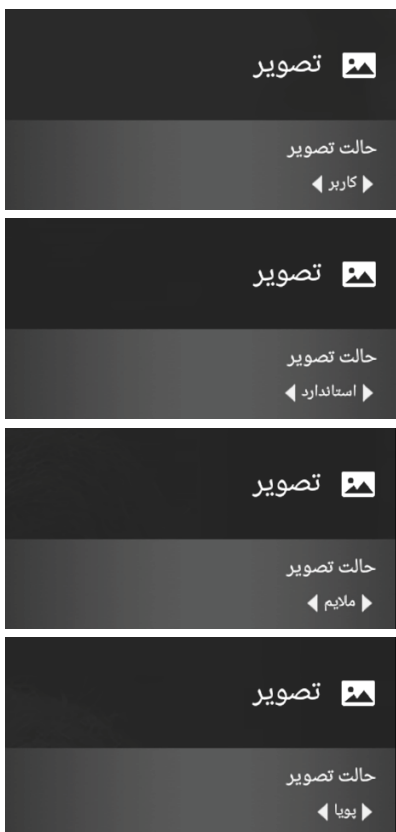 تصویر
حالت تصویر
کاربر
تصویر
حالت تصویر
استاندارد
تصویر
حالت تصویر
ملایم
تصویر
حالت تصویر
پویا